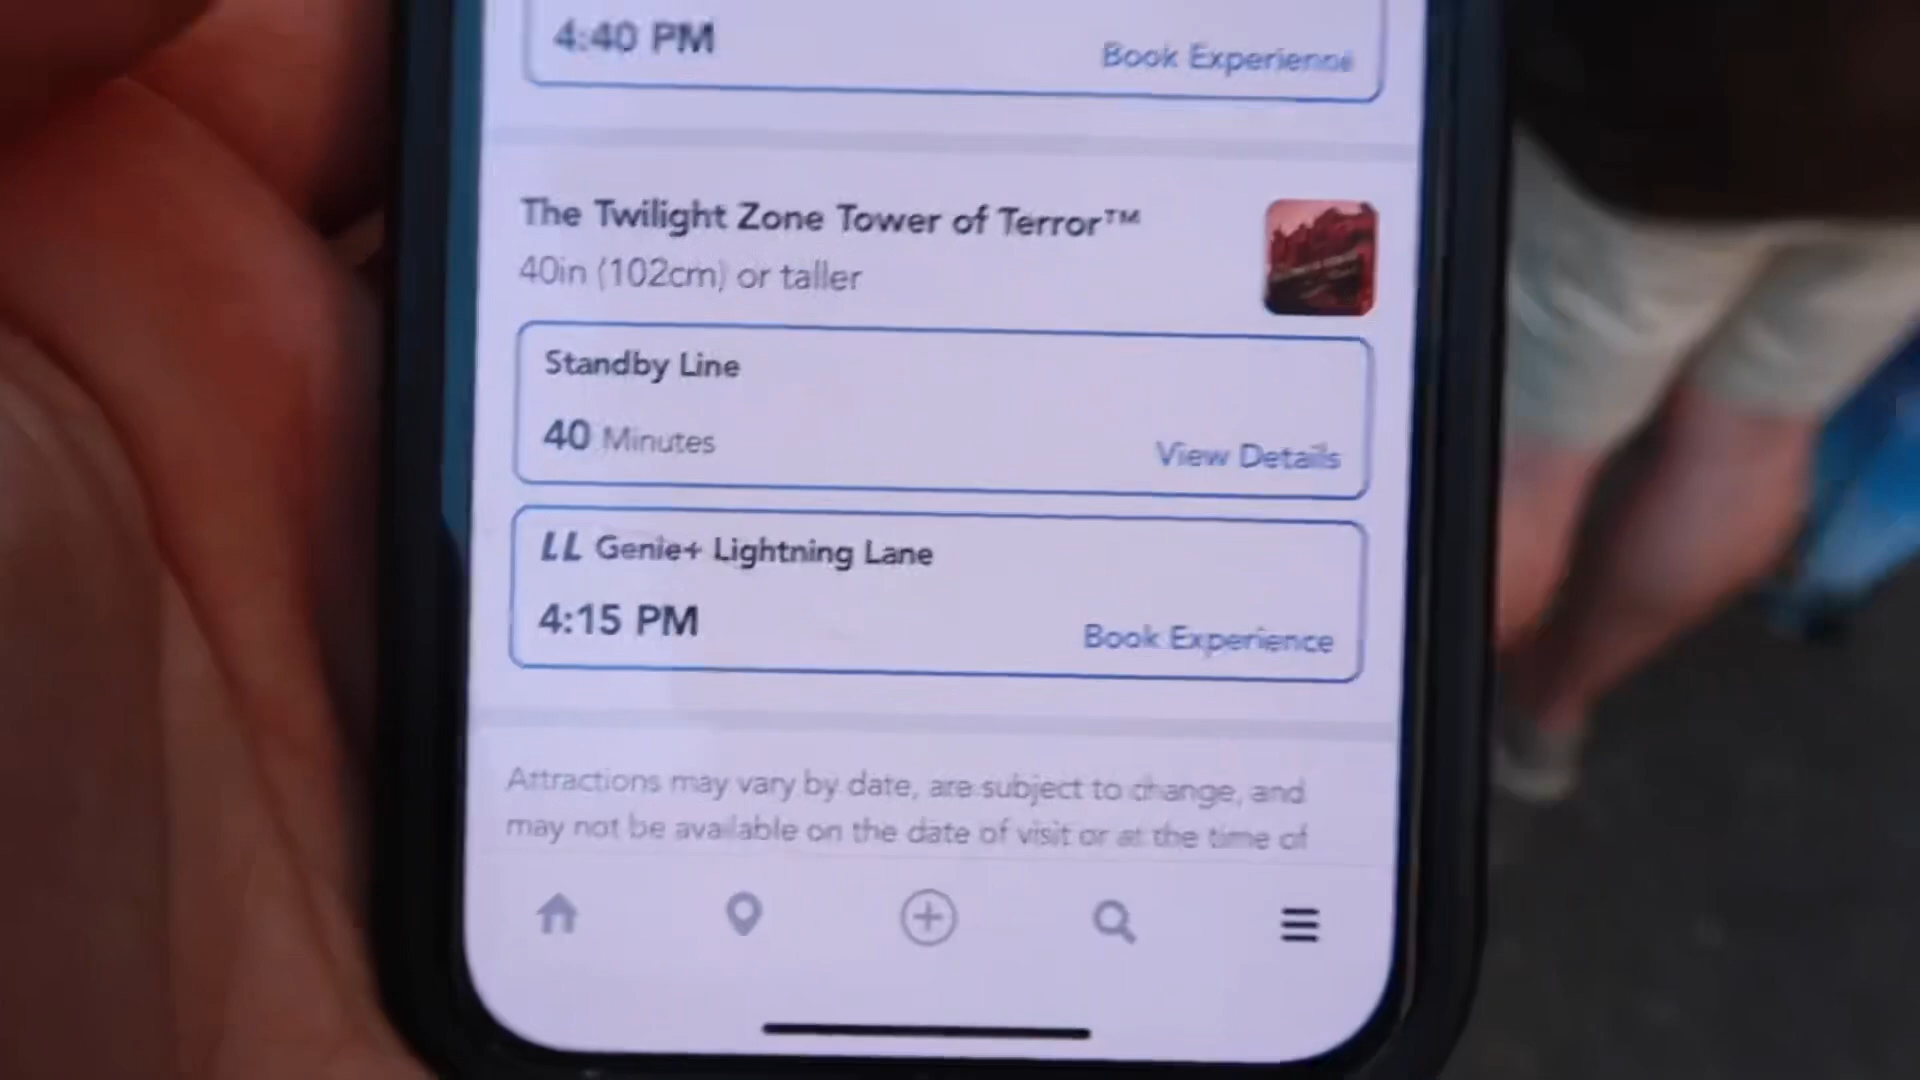 4:40 PM
Book Experience
The Twilight Zone Tower of Terror™
40in (102cm) or taller
Standby Line
40 Minutes
View Details
LL Genie+ Lightning Lane
4:15 PM
Book Experience
Attractions may vary by date, are subject to change, and
may not be available on the date of visit or at the time of